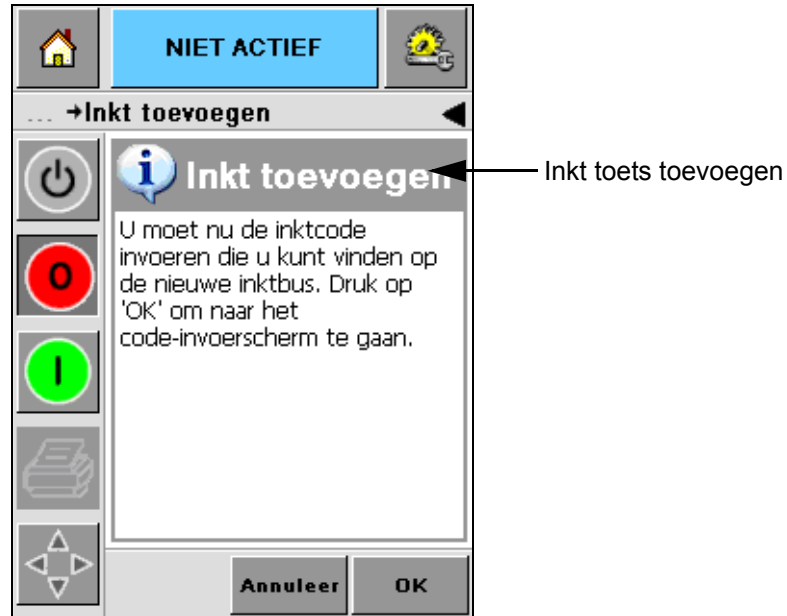 NIET ACTIEF
... →Inkt toevoegen
Inkt toevoegen
Inkt toets toevoegen
U moet nu de inktcode
invoeren die u kunt vinden op
de nieuwe inktbus. Druk op
'OK' om naar het
code-invoerscherm te gaan.
O
I
Annuleer OK